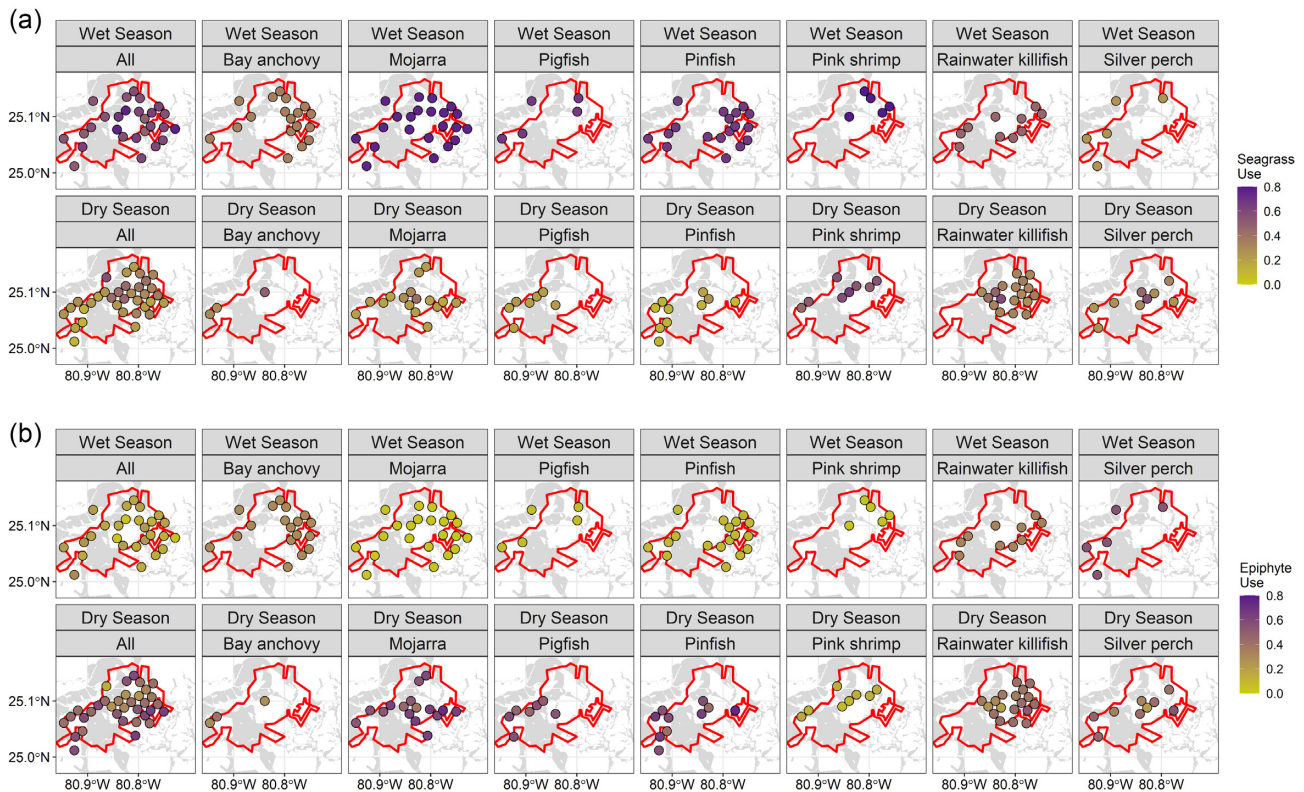 (a)
Wet Season Wet Season Wet Season Wet Season Wet Season Wet Season Wet Season Wet Season
All Bay anchovy Mojarra Pigfish Pinfish Pink shrimp Rainwater killifish Silver perch
25.1°N
25.0°N
Dry Season Dry Season Dry Season Dry Season Dry Season Dry Season Dry Season Dry Season
All Bay anchovy Mojarra Pigfish Pinfish Pink shrimp Rainwater killifish Silver perch
25.1°N
25.0°N
80.9°W 80.8°W 80.9°W 80.8°W 80.9°W 80.8°W 80.9°W 80.8°W 80.9°W 80.8°W 80.9°W 80.8°W 80.9°W 80.8°W 80.9°W 80.8°W
Seagrass
Use
0.8
0.6
0.4
0.2
0.0
(b)
Wet Season Wet Season Wet Season Wet Season Wet Season Wet Season Wet Season Wet Season
All Bay anchovy Mojarra Pigfish Pinfish Pink shrimp Rainwater killifish Silver perch
25.1°N
25.0°N
Dry Season Dry Season Dry Season Dry Season Dry Season Dry Season Dry Season Dry Season
All Bay anchovy Mojarra Pigfish Pinfish Pink shrimp Rainwater killifish Silver perch
25.1°N
25.0°N
80.9°W 80.8°W 80.9°W 80.8°W 80.9°W 80.8°W 80.9°W 80.8°W 80.9°W 80.8°W 80.9°W 80.8°W 80.9°W 80.8°W 80.9°W 80.8°W
Epiphyte
Use
0.8
0.6
0.4
0.2
0.0